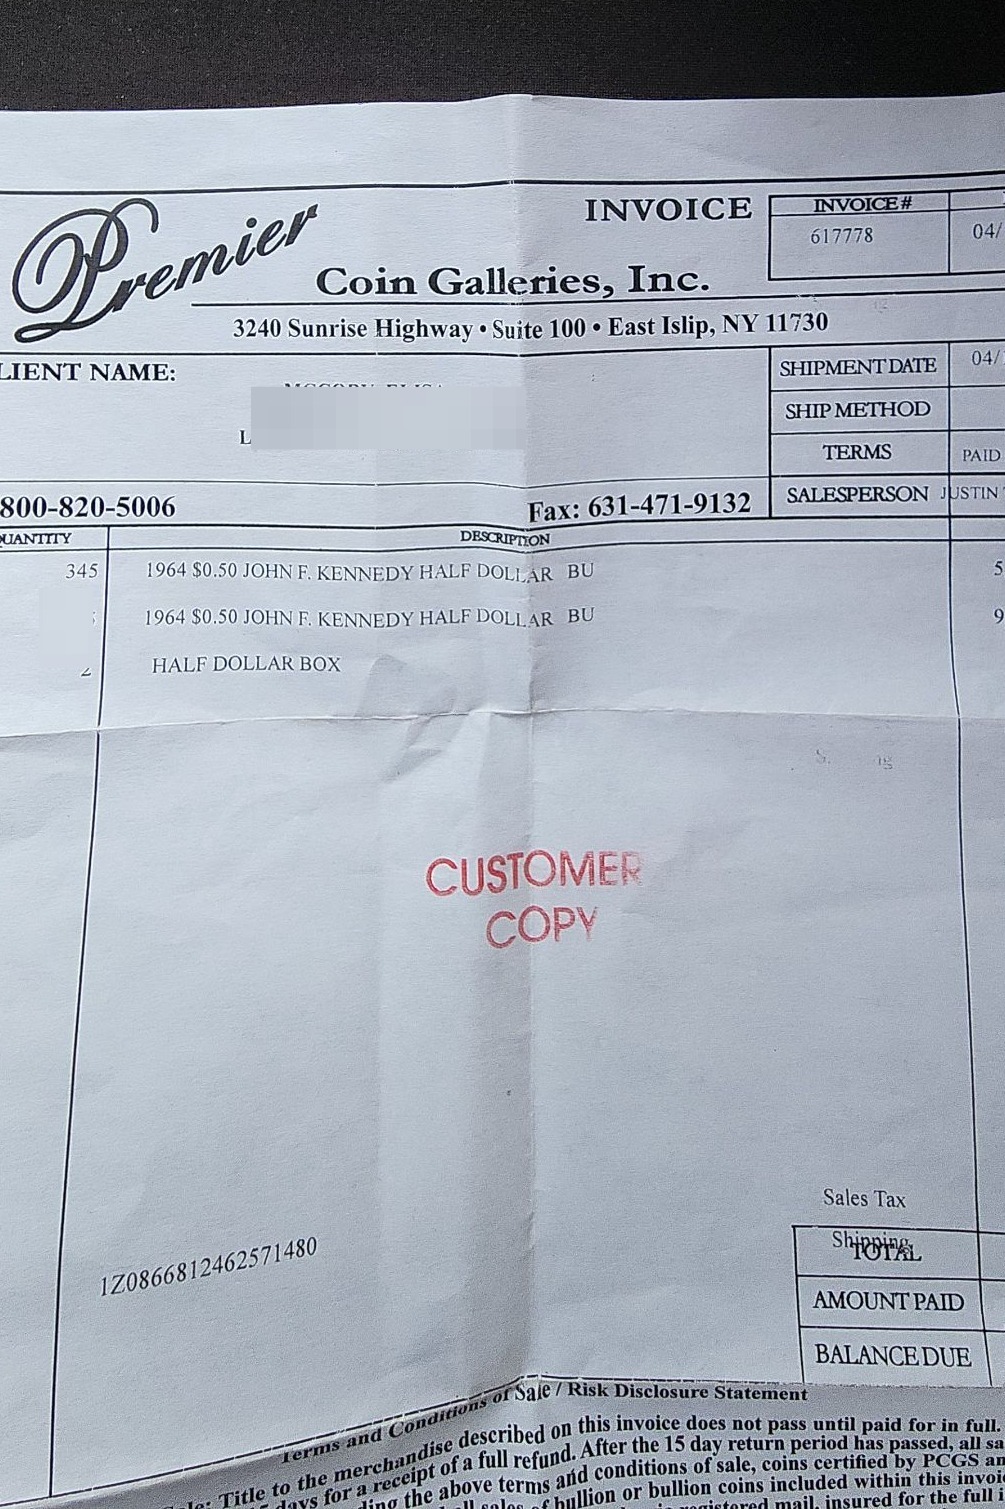 Premier
INVOICE
INVOICE#
617778
04/
Coin Galleries, Inc.
3240 Sunrise Highway • Suite 100 • East Islip, NY 11730
LIENT NAME:
SHIPMENT DATE
04/
SHIP METHOD
L
TERMS
PAID
800-820-5006
Fax: 631-471-9132
SALESPERSON
JUSTIN
QUANTITY
DESCRIPTION
345
1964 $0.50 JOHN F. KENNEDY HALF DOLLAR BU
5
1964 $0.50 JOHN F. KENNEDY HALF DOLLAR BU
9
2
HALF DOLLAR BOX
CUSTOMER
COPY
Sales Tax
Shipping
TOTAL
1Z0866812462571480
AMOUNT PAID
BALANCE DUE
Terms and Conditions of Sale / Risk Disclosure Statement
Title to the merchandise described on this invoice does not pass until paid for in full.
days for a receipt of a full refund. After the 15 day return period has passed, all sa
the above terms and conditions of sale, coins certified by PCGS an
sales of bullion or bullion coins included within this invo
registered mail insured for the full